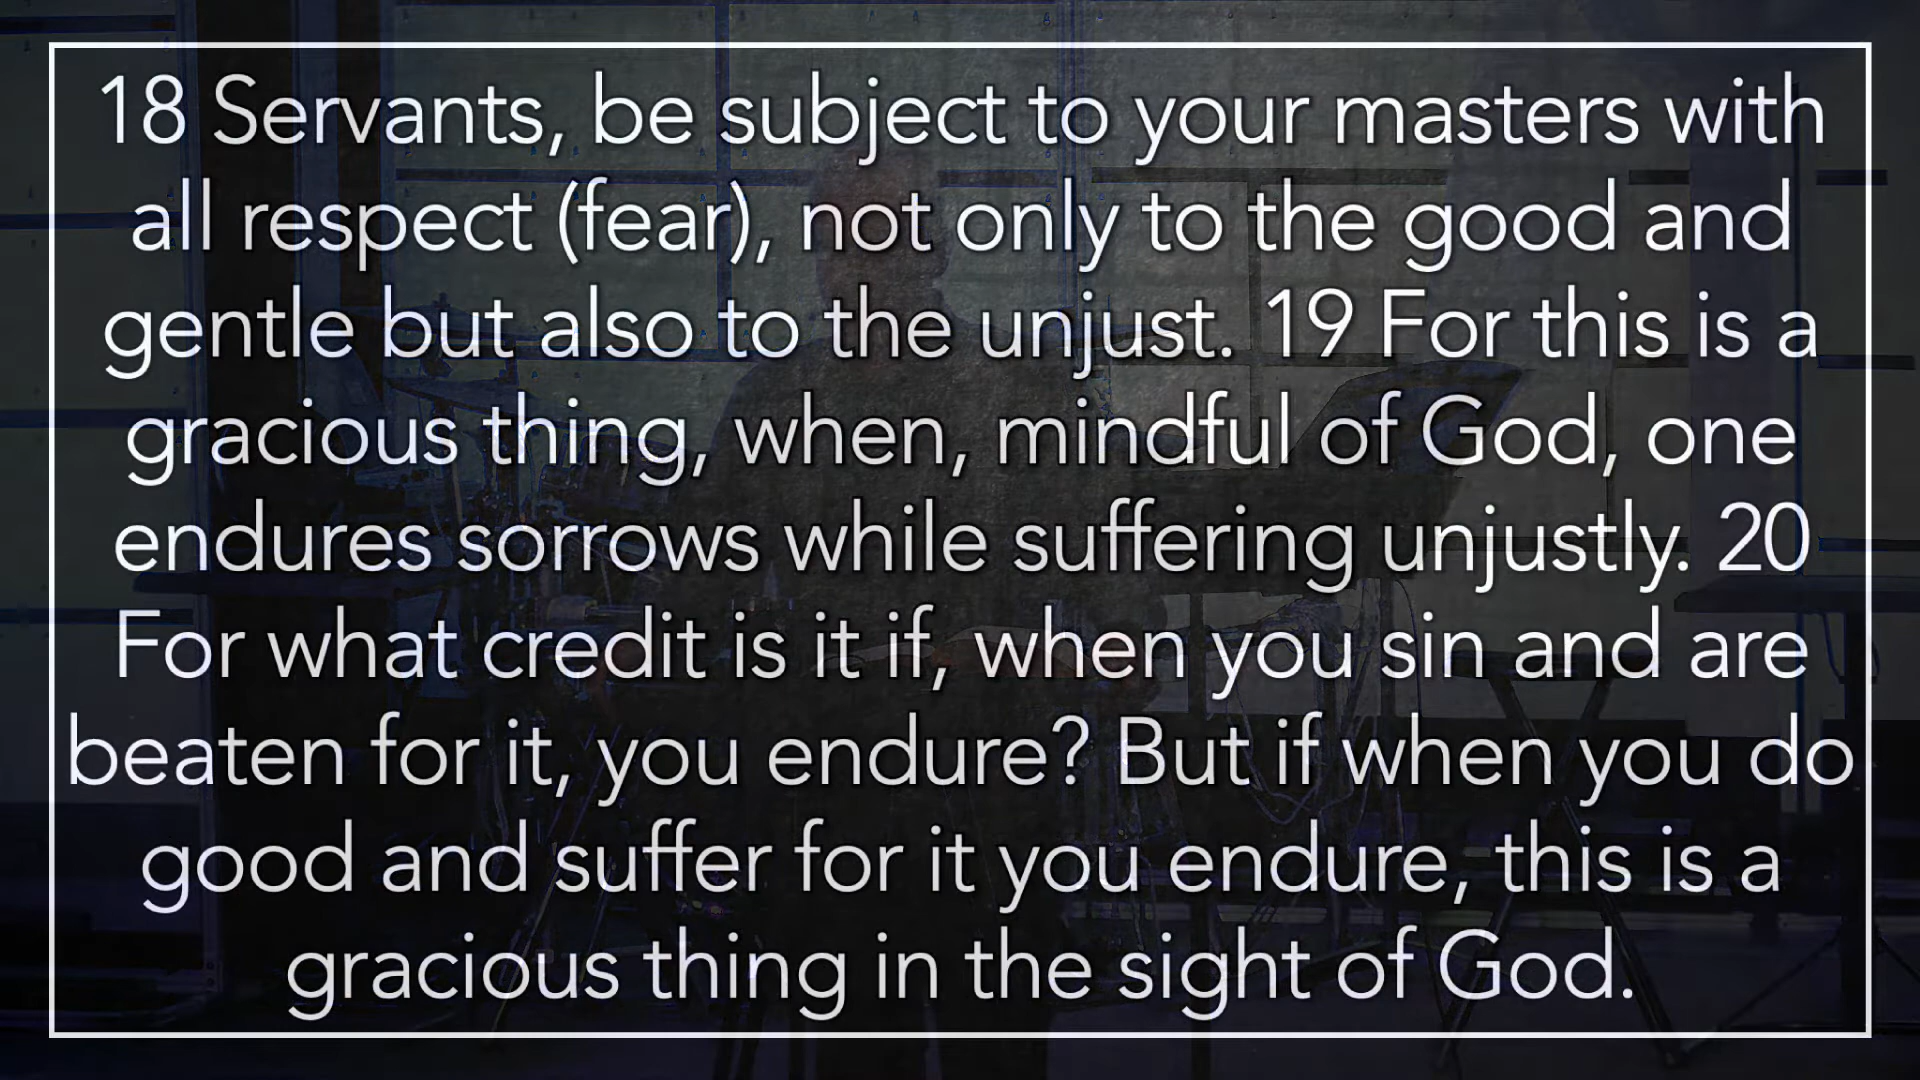 18 Servants, be subject to your masters with
all respect (fear), not only to the good and
gentle but also to the unjust. 19 For this is a
gracious thing, when, mindful of God, one
endures sorrows while suffering unjustly. 20
For what credit is it if, when you sin and are
beaten for it, you endure? But if when you do
good and suffer for it you endure, this is a
gracious thing in the sight of God.